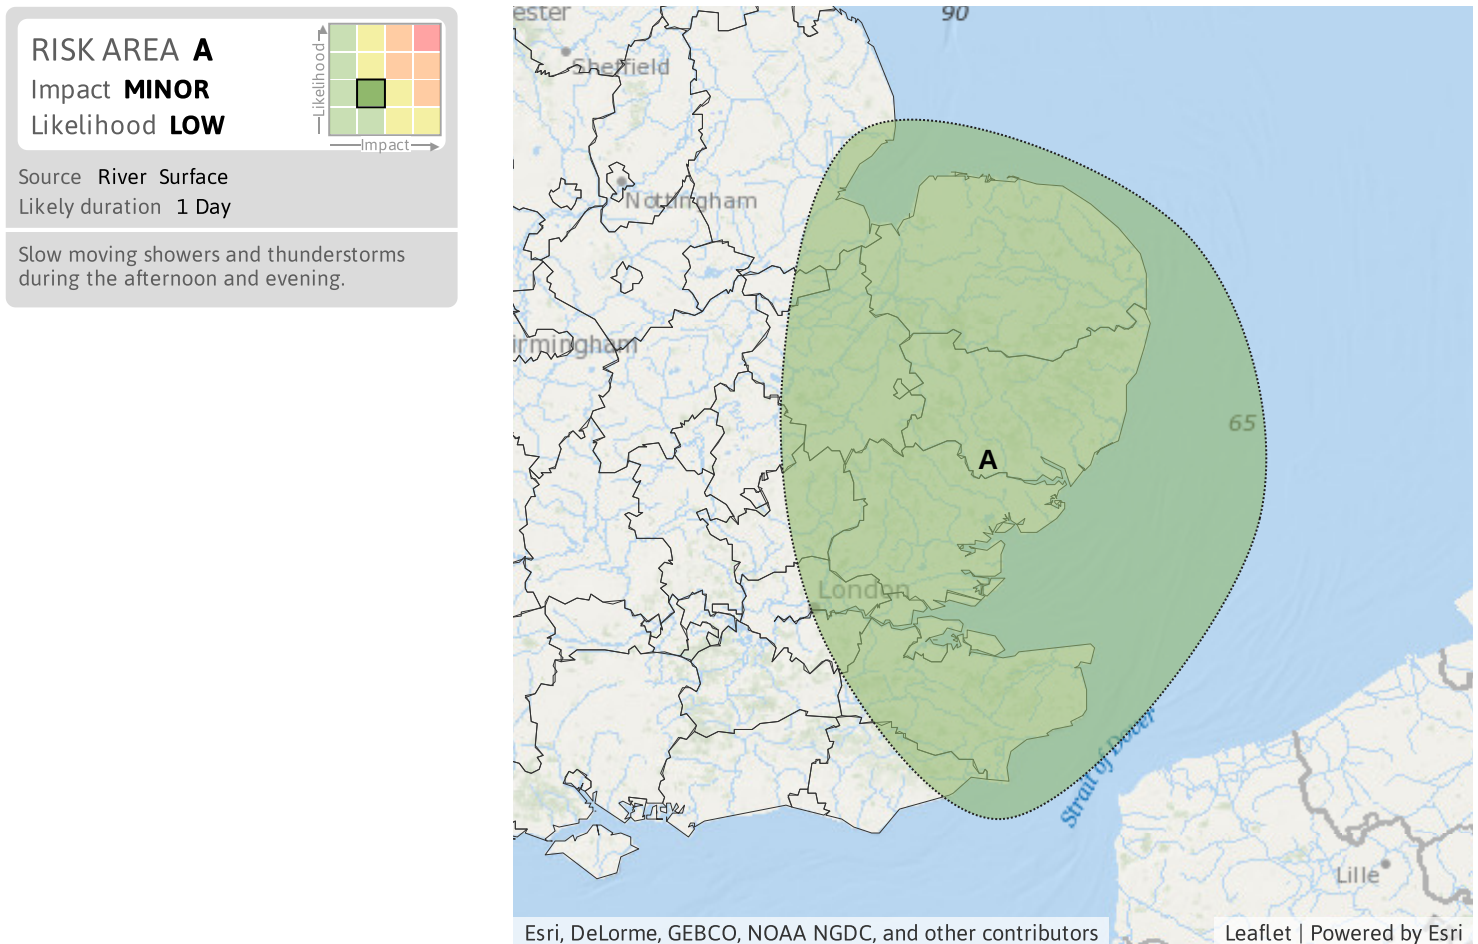 RISK AREA A
Impact MINOR
Likelihood LOW
Likelihood
Impact
Source River Surface
Likely duration 1 Day
Slow moving showers and thunderstorms
during the afternoon and evening.
ester
90
Sheffield
Nottingham
irmingham
65
A
London
Strait of Dover
Lille
Esri, DeLorme, GEBCO, NOAA NGDC, and other contributors
Leaflet | Powered by Esri